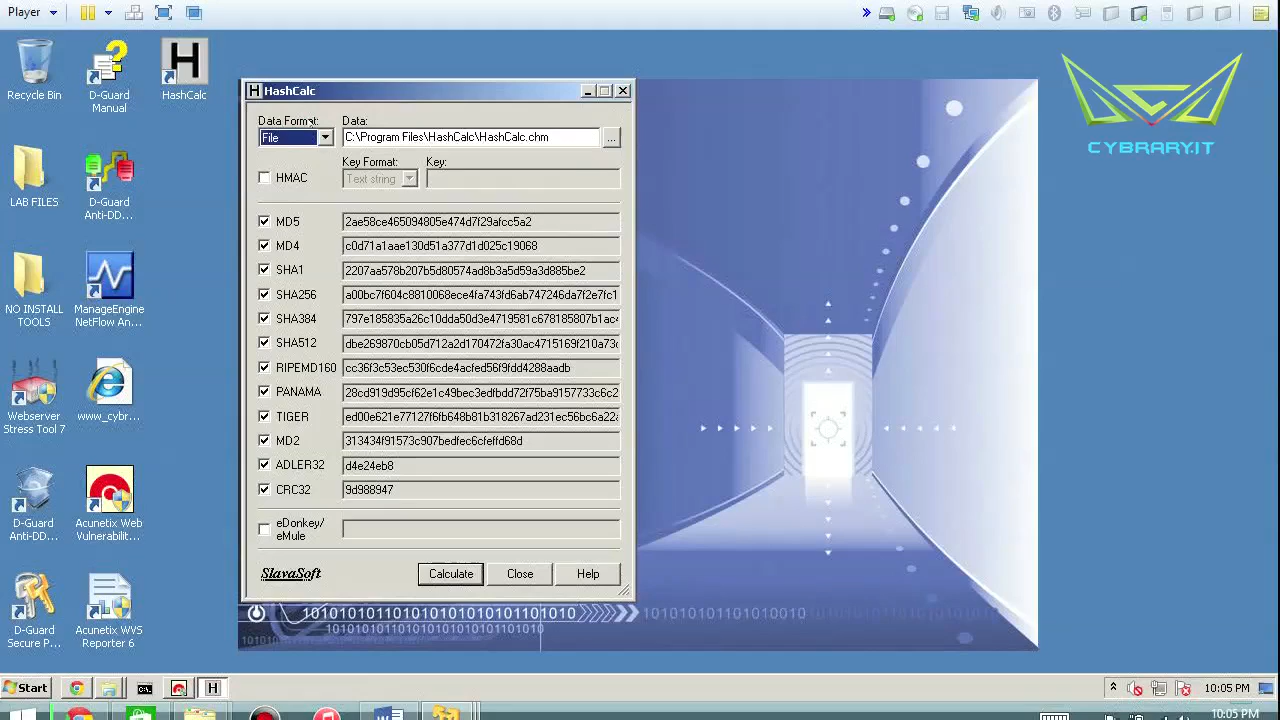 Player
Recycle Bin
D-Guard
Manual
H
HashCalc
LAB FILES
D-Guard
Anti-DD...
NO INSTALL
TOOLS
ManageEngine
NetFlow An...
Webserver
Stress Tool 7
www_cybr...
D-Guard
Anti-DD...
Acunetix Web
Vulnerabilit...
D-Guard
Secure P...
Acunetix WVS
Reporter 6
H HashCalc
Data Format:
Data:
File
C:\Program Files\HashCalc\HashCalc.chm
...
Key Format:
Key:
HMAC
Text string
MD5
2ae58ce465094805e474d7f29afcc5a2
MD4
c0d71a1aae130d51a377d1d025c19068
SHA1
2207aa578b207b5d80574ad8b3a5d59a3d885be2
SHA256
SHA384
SHA512
RIPEMD160
cc36f3c53ec530f6cde4acfed56f9fdd4288aadb
PANAMA
TIGER
MD2
313434f91573c907bedfec6cfeffd68d
ADLER32
d4e24eb8
CRC32
9d988947
eDonkey/
eMule
SlavaSoft
Calculate
Close
Help
CYBRARY.IT
Start
H
10:05 PM
10:05 PM